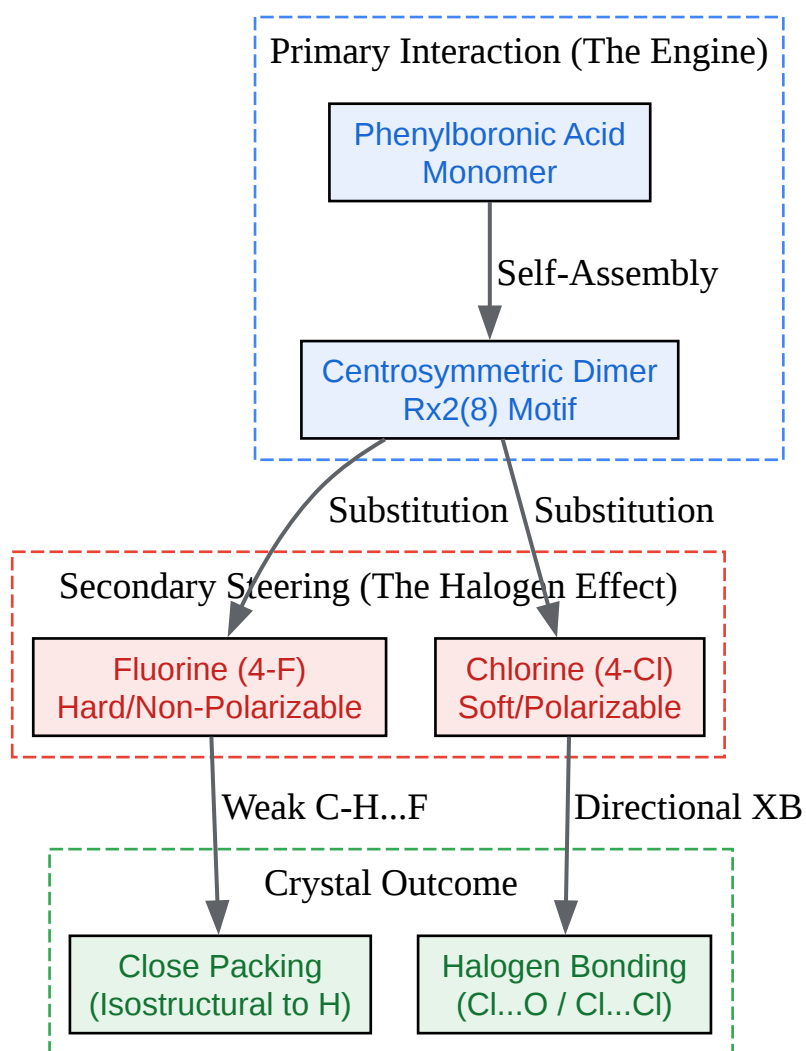 Primary Interaction (The Engine)
Phenylboronic Acid
Monomer
Self-Assembly
Centrosymmetric Dimer
Rx2(8) Motif
Substitution
Substitution
Secondary Steering (The Halogen Effect)
Fluorine (4-F)
Hard/Non-Polarizable
Chlorine (4-Cl)
Soft/Polarizable
Weak C-H...F
Directional XB
Crystal Outcome
Close Packing
(Isostructural to H)
Halogen Bonding
(Cl...O / Cl...Cl)